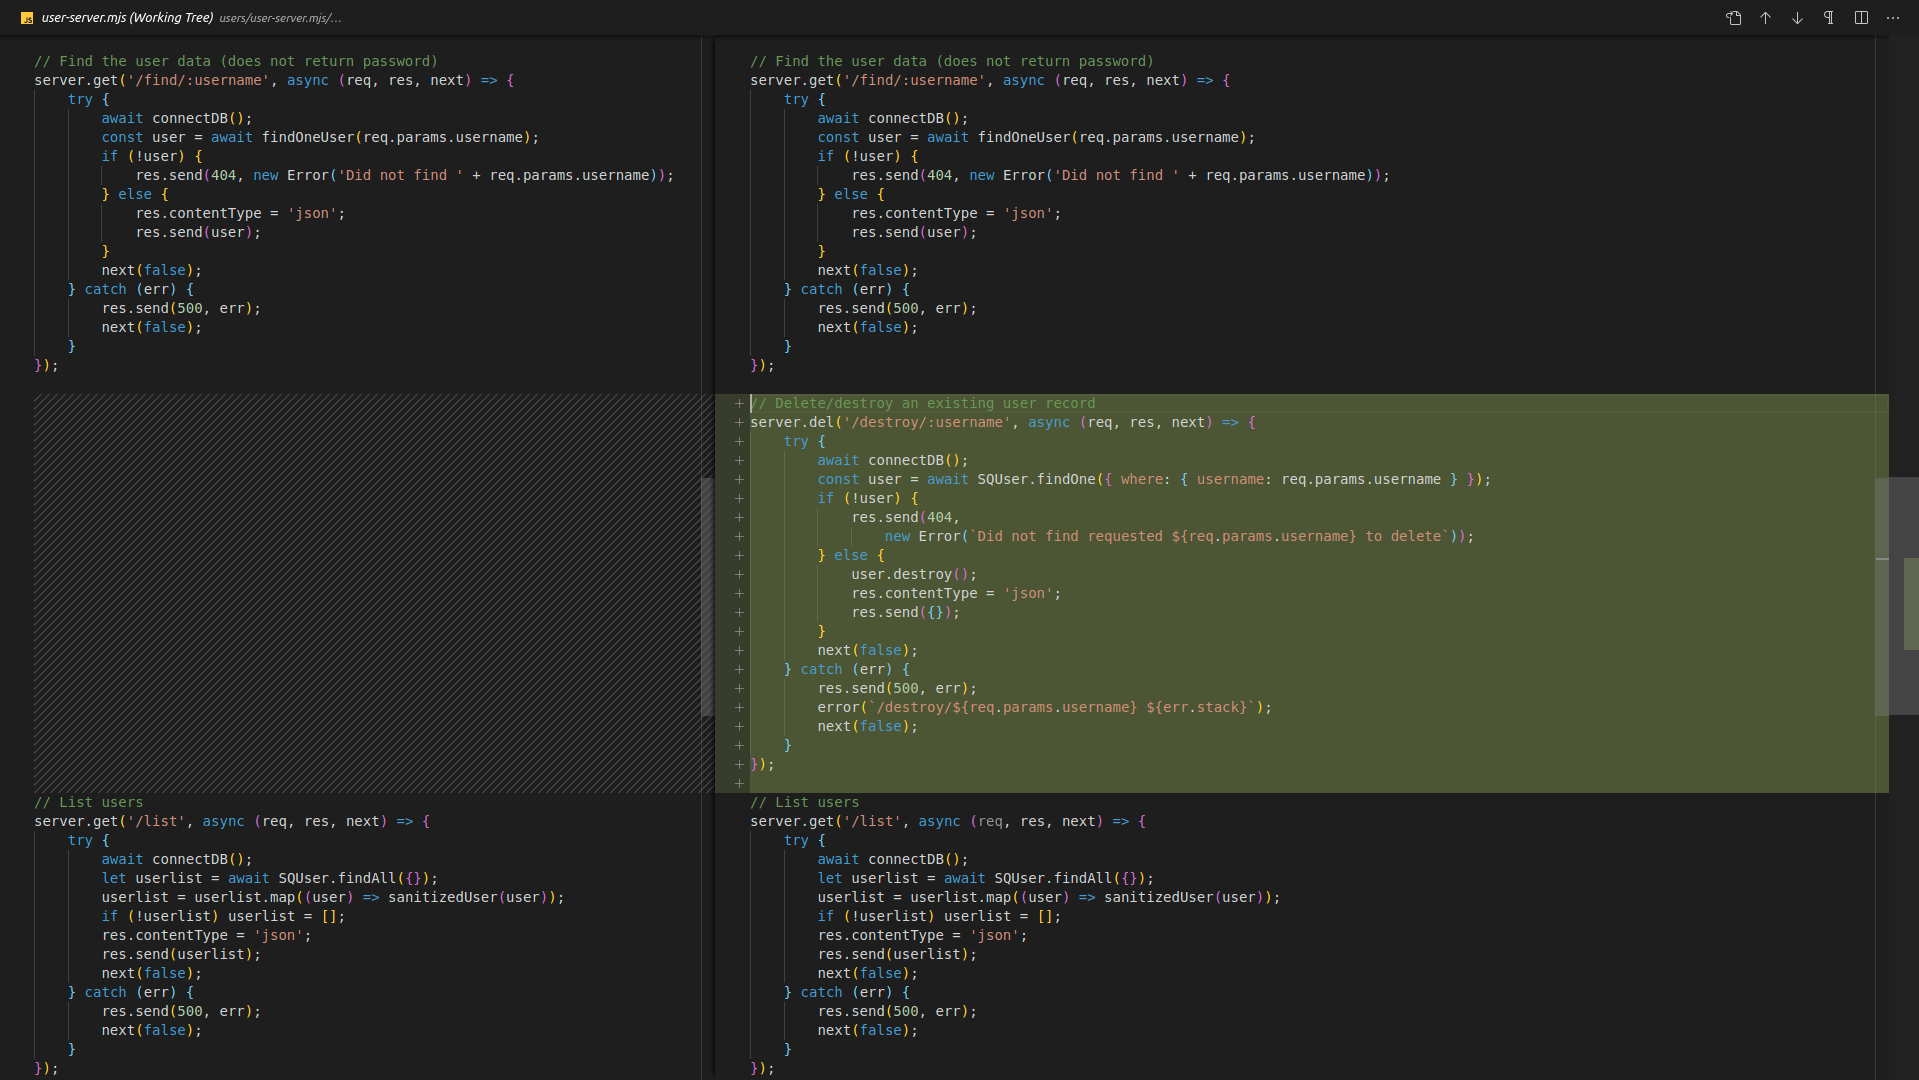 user-server.mjs (Working Tree) users/user-server.mjs/...
// Find the user data (does not return password)
server.get('/find/:username', async (req, res, next) => {
    try {
        await connectDB();
        const user = await findOneUser(req.params.username);
        if (!user) {
            res.send(404, new Error('Did not find ' + req.params.username));
        } else {
            res.contentType = 'json';
            res.send(user);
        }
        next(false);
    } catch (err) {
        res.send(500, err);
        next(false);
    }
});
// List users
server.get('/list', async (req, res, next) => {
    try {
        await connectDB();
        let userlist = await SQUser.findAll({});
        userlist = userlist.map((user) => sanitizedUser(user));
        if (!userlist) userlist = [];
        res.contentType = 'json';
        res.send(userlist);
        next(false);
    } catch (err) {
        res.send(500, err);
        next(false);
    }
});
// Find the user data (does not return password)
server.get('/find/:username', async (req, res, next) => {
    try {
        await connectDB();
        const user = await findOneUser(req.params.username);
        if (!user) {
            res.send(404, new Error('Did not find ' + req.params.username));
        } else {
            res.contentType = 'json';
            res.send(user);
        }
        next(false);
    } catch (err) {
        res.send(500, err);
        next(false);
    }
});
+ // Delete/destroy an existing user record
+ server.del('/destroy/:username', async (req, res, next) => {
+     try {
+         await connectDB();
+         const user = await SQUser.findOne({ where: { username: req.params.username } });
+         if (!user) {
+             res.send(404,
+                 new Error(`Did not find requested ${req.params.username} to delete`));
+         } else {
+             user.destroy();
+             res.contentType = 'json';
+             res.send({});
+         }
+         next(false);
+     } catch (err) {
+         res.send(500, err);
+         error(`/destroy/${req.params.username} ${err.stack}`);
+         next(false);
+     }
+ });
+
// List users
server.get('/list', async (req, res, next) => {
    try {
        await connectDB();
        let userlist = await SQUser.findAll({});
        userlist = userlist.map((user) => sanitizedUser(user));
        if (!userlist) userlist = [];
        res.contentType = 'json';
        res.send(userlist);
        next(false);
    } catch (err) {
        res.send(500, err);
        next(false);
    }
});